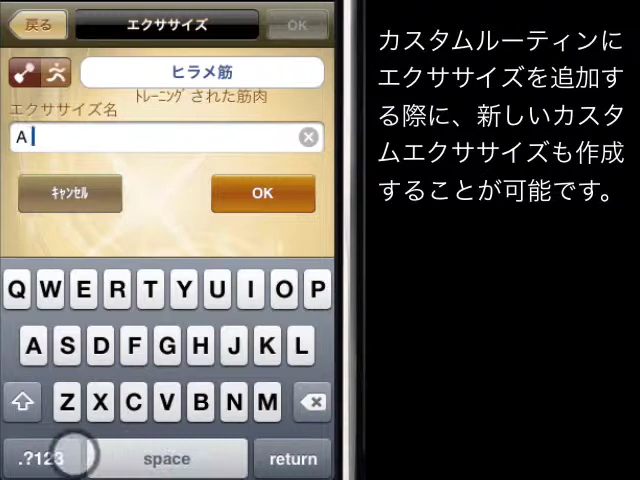 戻る
エクササイズ
OK
ヒラメ筋
トレーニング された筋肉
エクササイズ名
A
キャンセル
OK
Q W E R T Y U I O P
A S D F G H J K L
Z X C V B N M
.?123
space
return
カスタムルーティンに
エクササイズを追加す
る際に、新しいカスタ
ムエクササイズも作成
することが可能です。